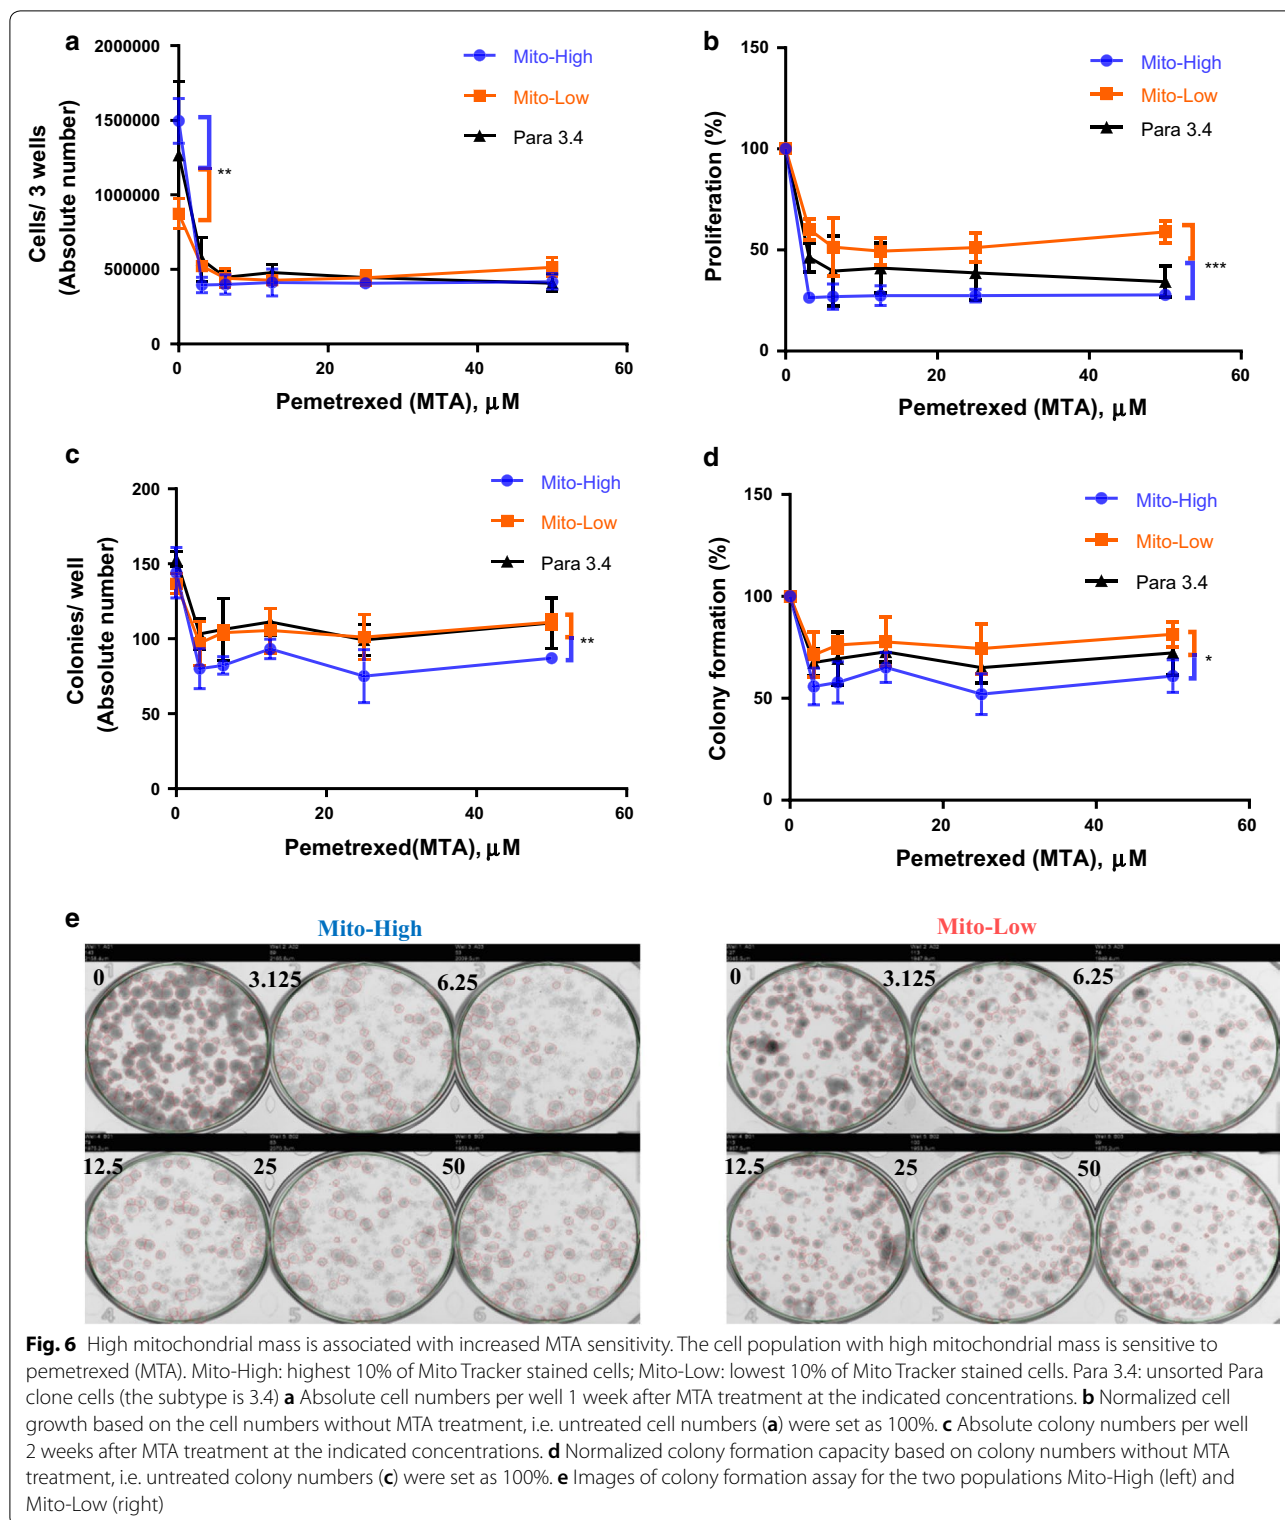 a
2000000
1500000
1000000
500000
0
0
20
40
60
Cells/ 3 wells
(Absolute number)
Pemetrexed (MTA), μM
Mito-High
Mito-Low
Para 3.4
**
b
150
100
50
0
0
20
40
60
Proliferation (%)
Pemetrexed (MTA), μM
Mito-High
Mito-Low
Para 3.4
***
c
200
150
100
50
0
0
20
40
60
Colonies/ well
(Absolute number)
Pemetrexed(MTA), μM
Mito-High
Mito-Low
Para 3.4
**
d
150
100
50
0
0
20
40
60
Colony formation (%)
Pemetrexed (MTA), μM
Mito-High
Mito-Low
Para 3.4
*
e
Mito-High
0
3.125
6.25
12.5
25
50
Mito-Low
0
3.125
6.25
12.5
25
50
Fig. 6 High mitochondrial mass is associated with increased MTA sensitivity. The cell population with high mitochondrial mass is sensitive to
pemetrexed (MTA). Mito-High: highest 10% of Mito Tracker stained cells; Mito-Low: lowest 10% of Mito Tracker stained cells. Para 3.4: unsorted Para
clone cells (the subtype is 3.4) a Absolute cell numbers per well 1 week after MTA treatment at the indicated concentrations. b Normalized cell
growth based on the cell numbers without MTA treatment, i.e. untreated cell numbers (a) were set as 100%. c Absolute colony numbers per well
2 weeks after MTA treatment at the indicated concentrations. d Normalized colony formation capacity based on colony numbers without MTA
treatment, i.e. untreated colony numbers (c) were set as 100%. e Images of colony formation assay for the two populations Mito-High (left) and
Mito-Low (right)